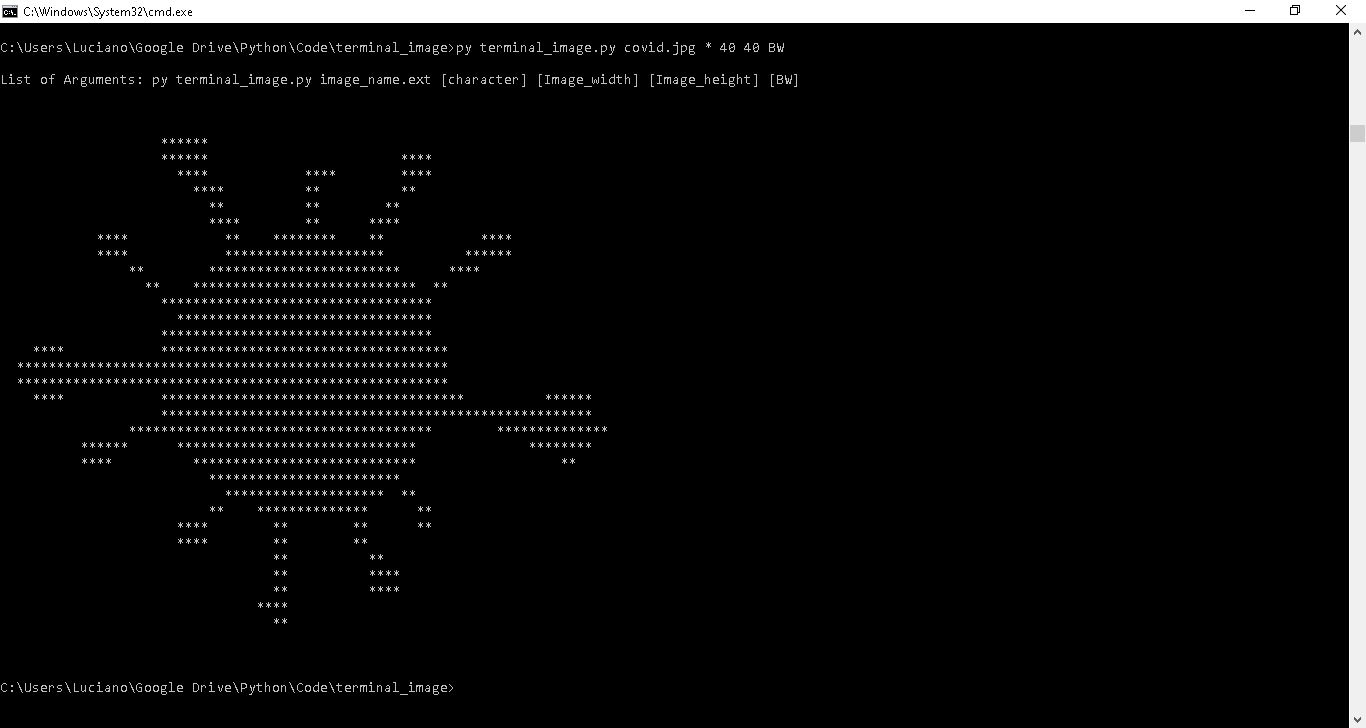 C:\Windows\System32\cmd.exe
C:\Users\Luciano\Google Drive\Python\Code\terminal_image>py terminal_image.py covid.jpg * 40 40 BW
List of Arguments: py terminal_image.py image_name.ext [character] [Image_width] [Image_height] [BW]
C:\Users\Luciano\Google Drive\Python\Code\terminal_image>